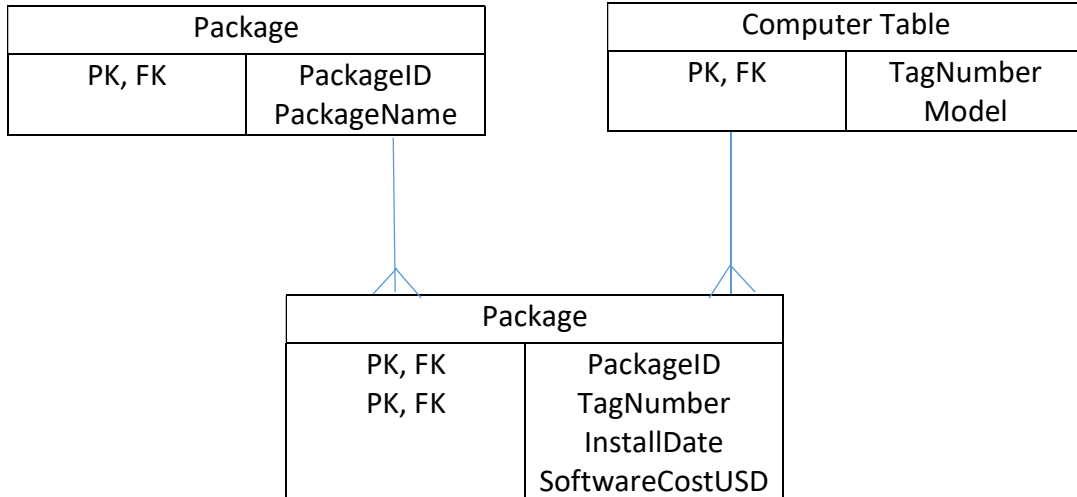 Package
PK, FK PackageID
PackageName
Computer Table
PK, FK TagNumber
Model
Package
PK, FK PackageID
PK, FK TagNumber
InstallDate
SoftwareCostUSD